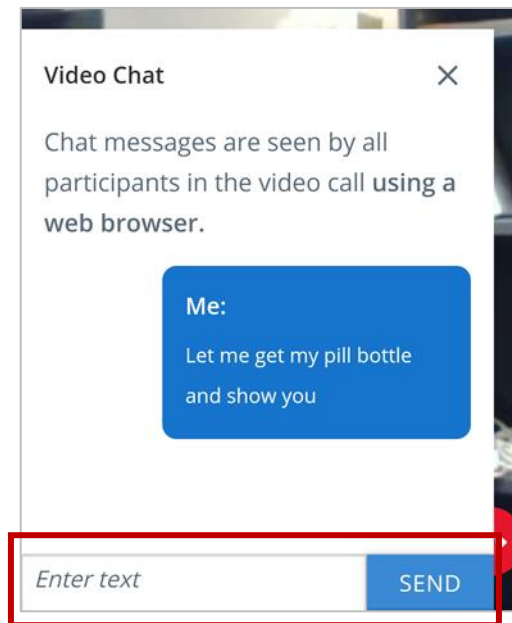 Video Chat
Chat messages are seen by all
participants in the video call using a
web browser.
Me:
Let me get my pill bottle
and show you
Enter text
SEND